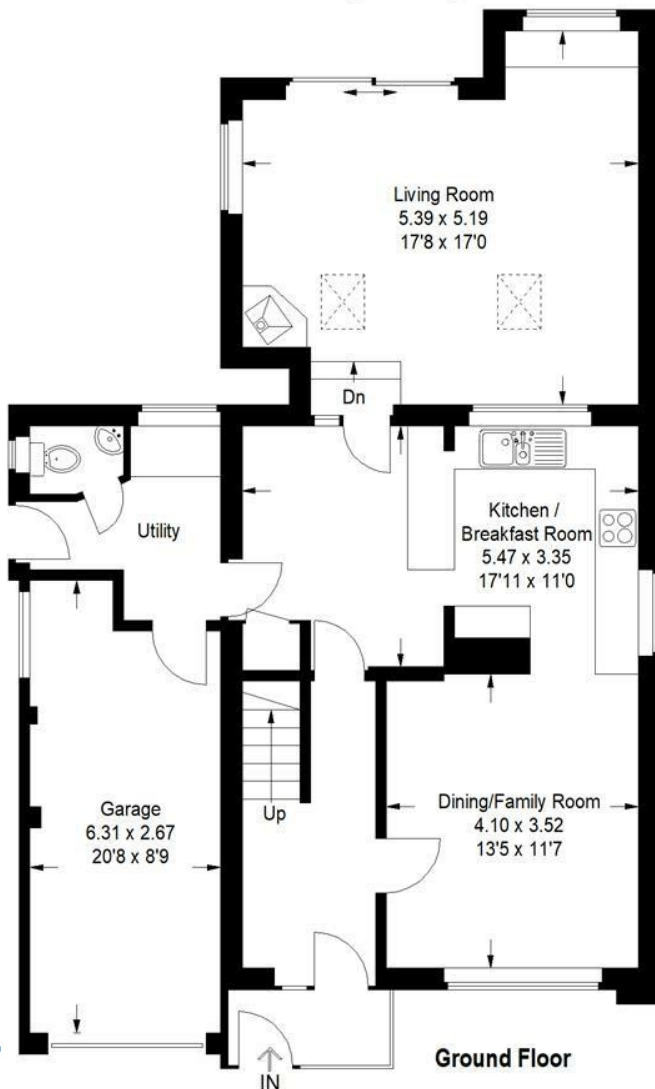 Living Room
5.39 x 5.19
17'8 x 17'0
Dn
Kitchen /
Breakfast Room
5.47 x 3.35
17'11 x 11'0
Utility
Up
Garage
6.31 x 2.67
20'8 x 8'9
Dining/Family Room
4.10 x 3.52
13'5 x 11'7
IN
Ground Floor